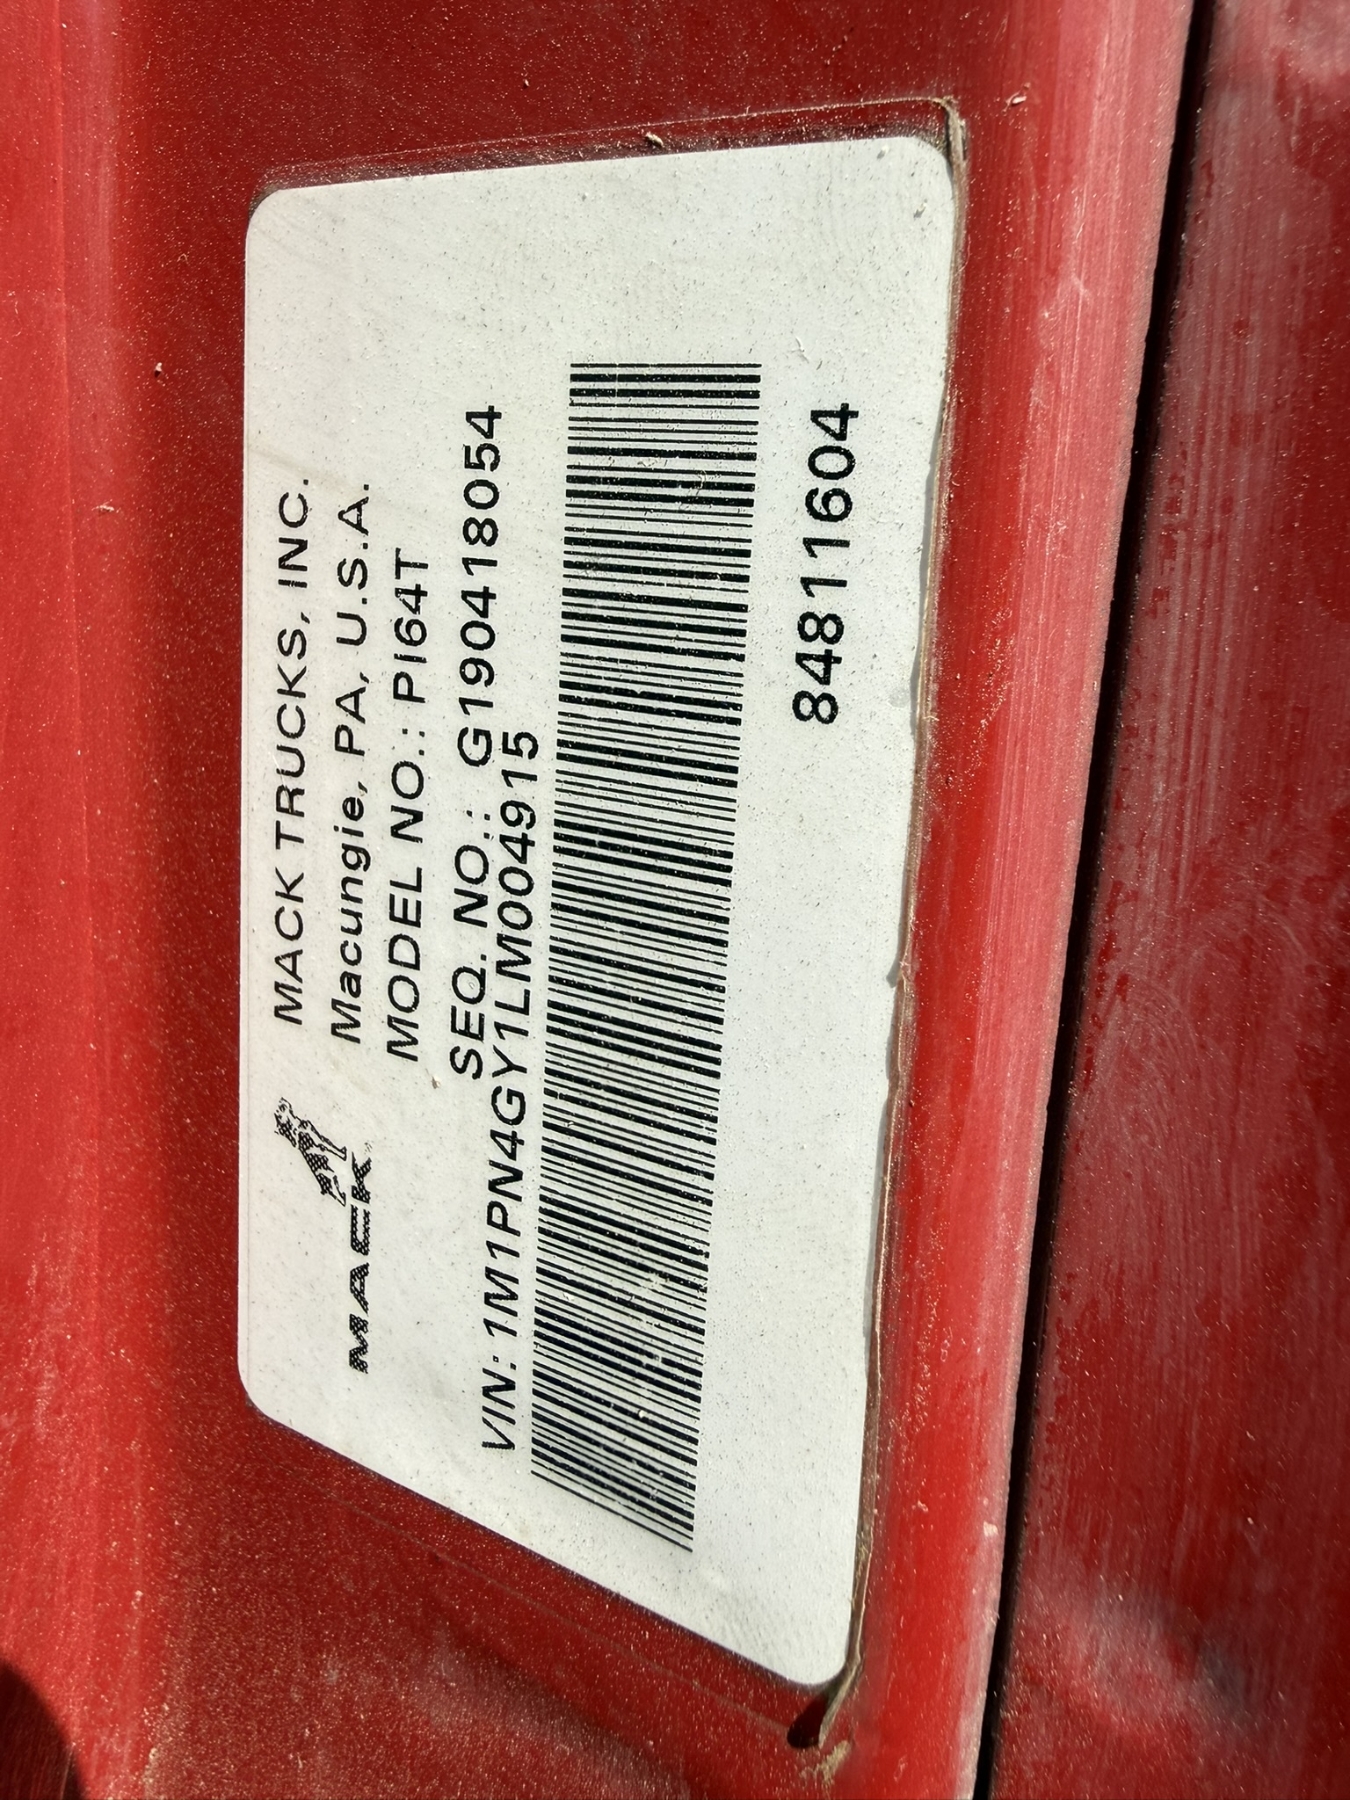 MACK
MACK TRUCKS, INC.
Macungie, PA, U.S.A.
MODEL NO.: PI64T
SEQ. NO.: G190418054
VIN: 1M1PN4GY1LM004915
84811604